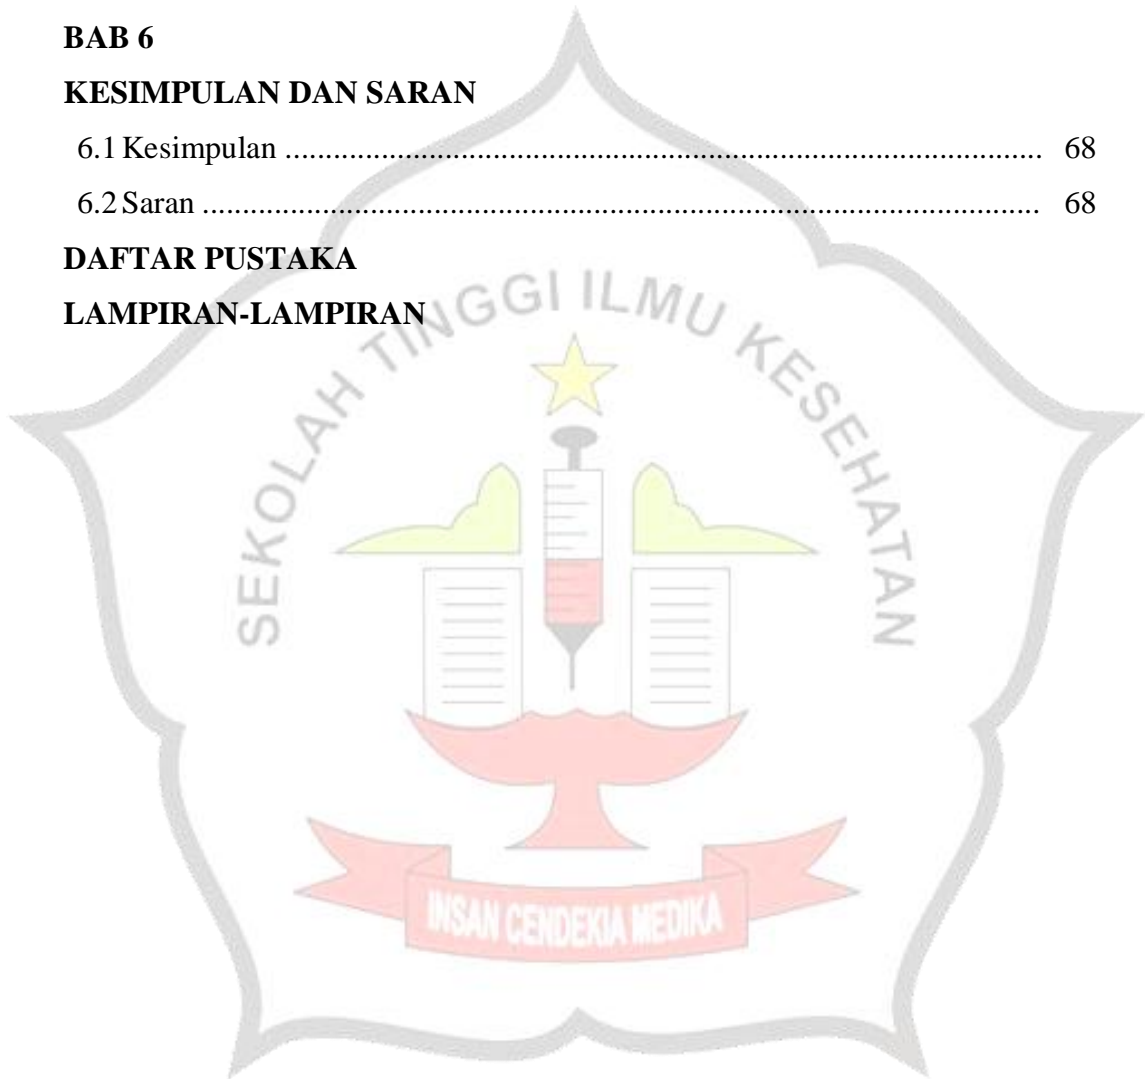 BAB 6
KESIMPULAN DAN SARAN
6.1 Kesimpulan ............................................................................................. 68
6.2 Saran ....................................................................................................... 68
DAFTAR PUSTAKA
LAMPIRAN-LAMPIRAN
SEKOLAH TINGGI ILMU KESEHATAN
INSAN CENDEKIA MEDIKA